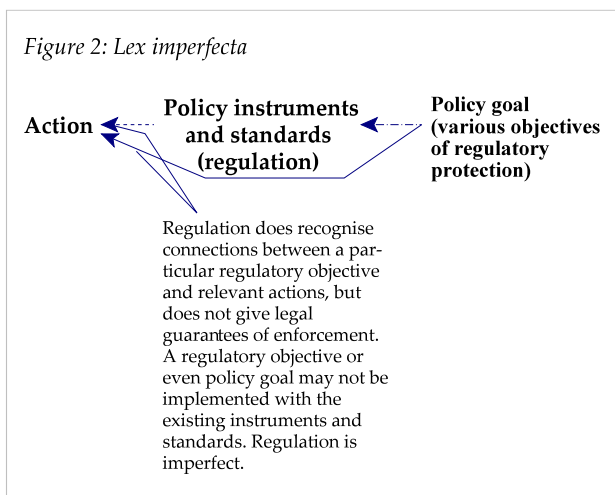 Figure 2: Lex imperfecta
Action
Policy instruments
and standards
(regulation)
Policy goal
(various objectives
of regulatory
protection)
Regulation does recognise
connections between a par-
ticular regulatory objective
and relevant actions, but
does not give legal
guarantees of enforcement.
A regulatory objective or
even policy goal may not be
implemented with the
existing instruments and
standards. Regulation is
imperfect.